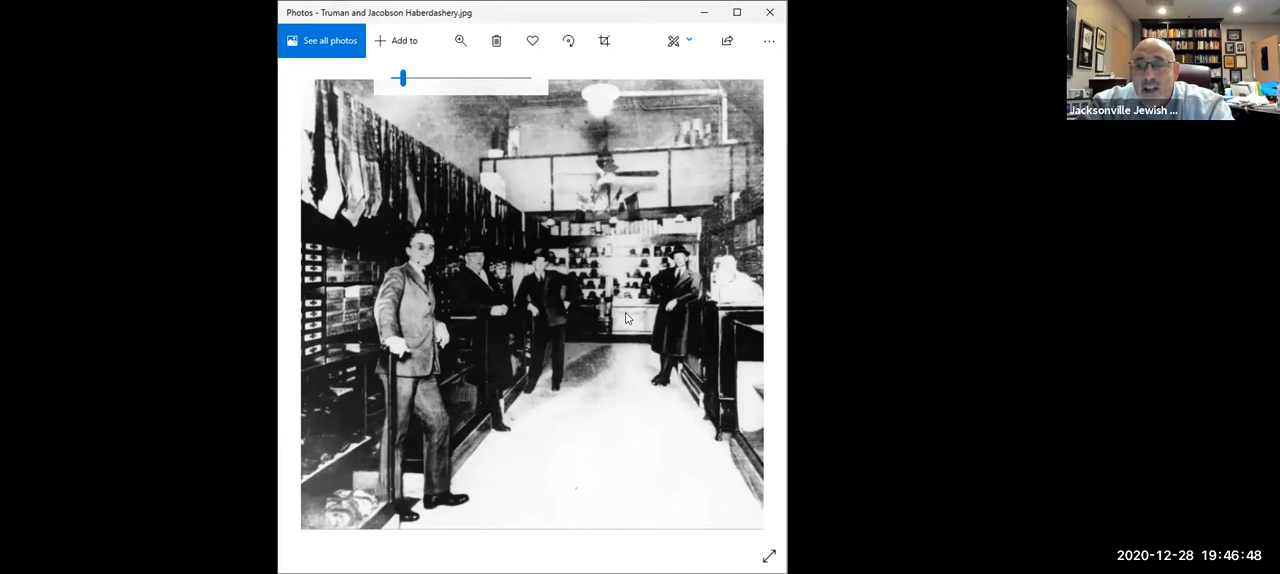 Photos - Truman and Jacobson Haberdashery.jpg
See all photos
Add to
Jacksonville Jewish ...
2020-12-28 19:46:48